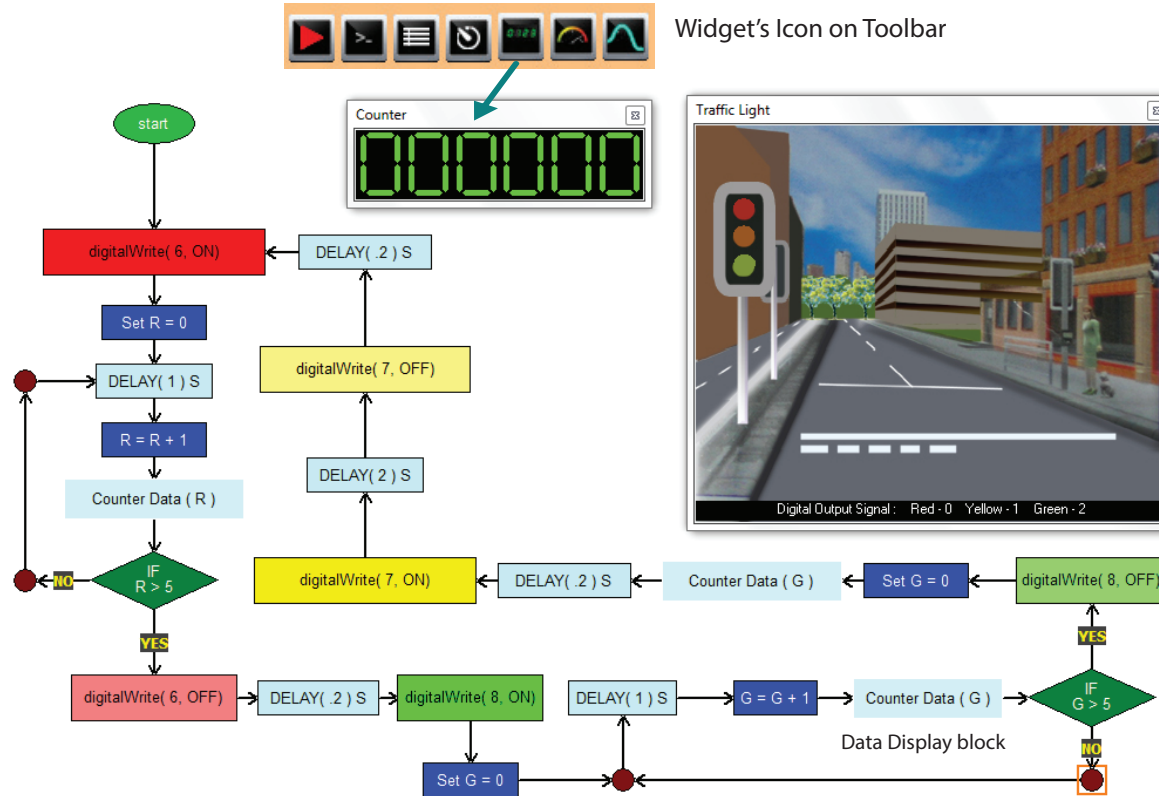 Widget's Icon on Toolbar
>_
0123
Counter
000000
Traffic Light
start
digitalWrite( 6, ON)
DELAY( .2 ) S
Set R = 0
digitalWrite( 7, OFF)
DELAY( 1 ) S
R = R + 1
DELAY( 2 ) S
Counter Data ( R )
Digital Output Signal : Red - 0 Yellow - 1 Green - 2
IF
R > 5
NO
YES
digitalWrite( 7, ON)
DELAY( .2 ) S
Counter Data ( G )
Set G = 0
digitalWrite( 8, OFF)
YES
digitalWrite( 6, OFF)
DELAY( .2 ) S
digitalWrite( 8, ON)
DELAY( 1 ) S
G = G + 1
Counter Data ( G )
IF
G > 5
Data Display block
NO
Set G = 0